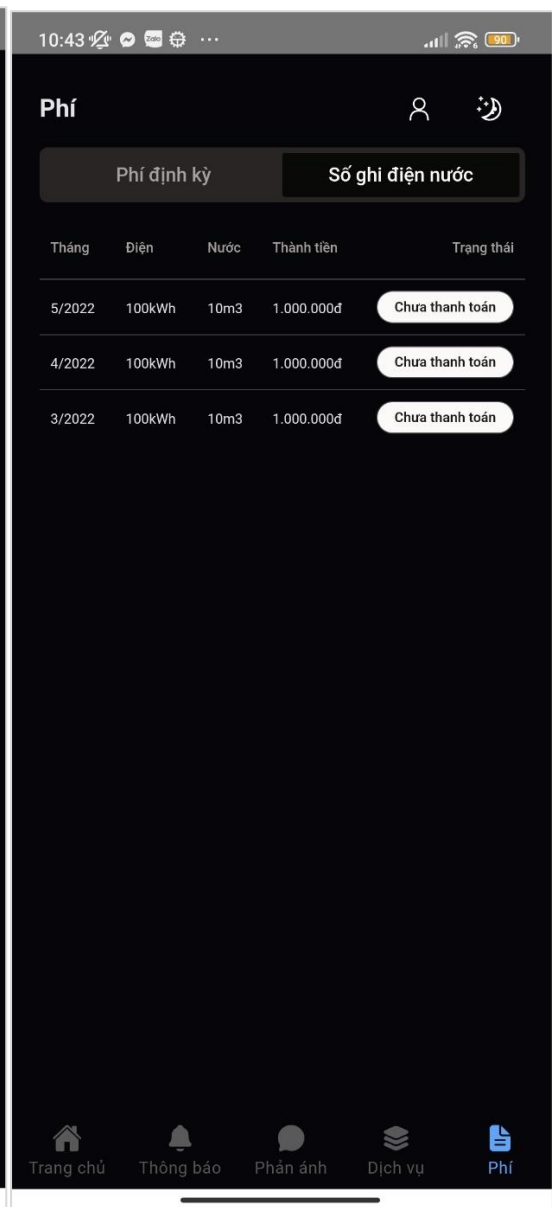 10:43 Zalo ... 90
Phí
Phí định kỳ Số ghi điện nước
Tháng Điện Nước Thành tiền Trạng thái
5/2022 100kWh 10m3 1.000.000đ Chưa thanh toán
4/2022 100kWh 10m3 1.000.000đ Chưa thanh toán
3/2022 100kWh 10m3 1.000.000đ Chưa thanh toán
Trang chủ Thông báo Phản ánh Dịch vụ Phí